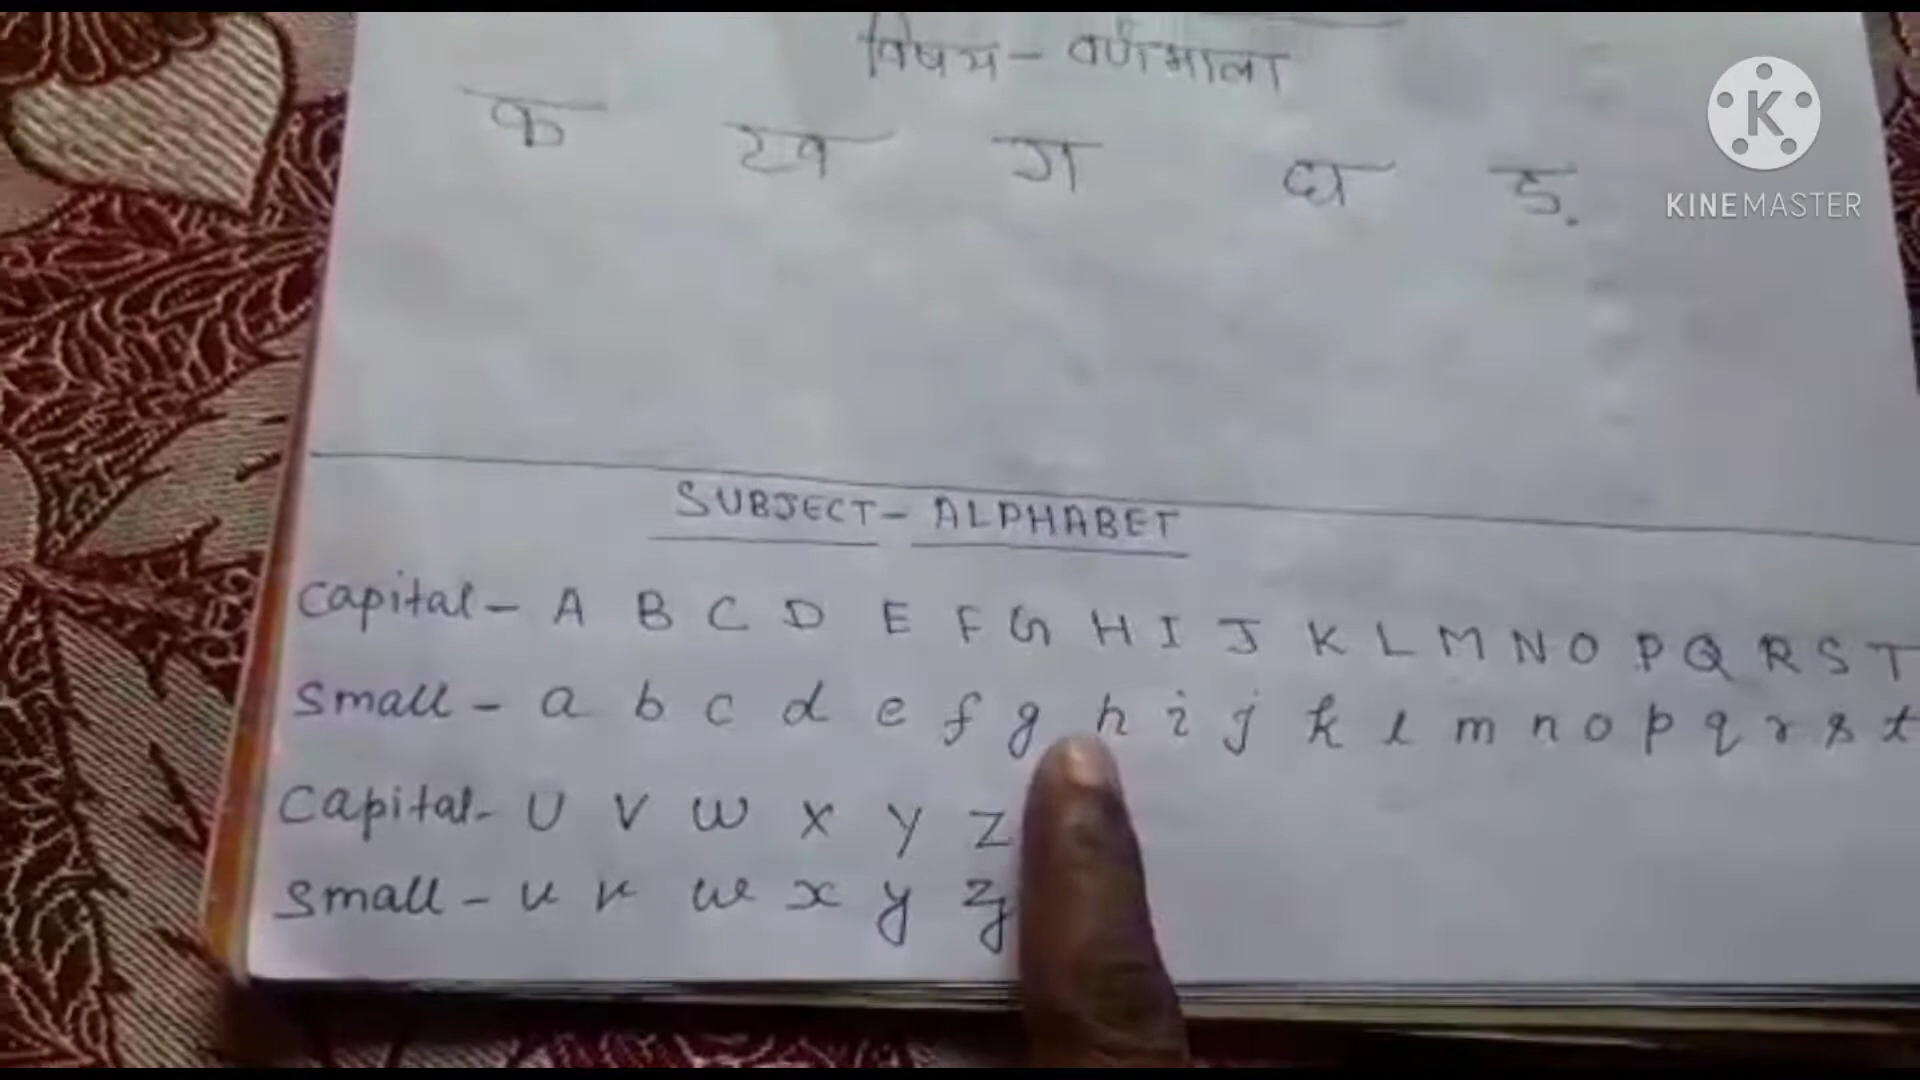 विषय - वर्णमाला
क ख ग घ ङ
K
KINEMASTER
SUBJECT - ALPHABET
Capital - A B C D E F G H I J K L M N O P Q R S T
Small - a b c d e f g h i j k l m n o p q r s t
Capital - U V W X Y Z
Small - u v w x y z